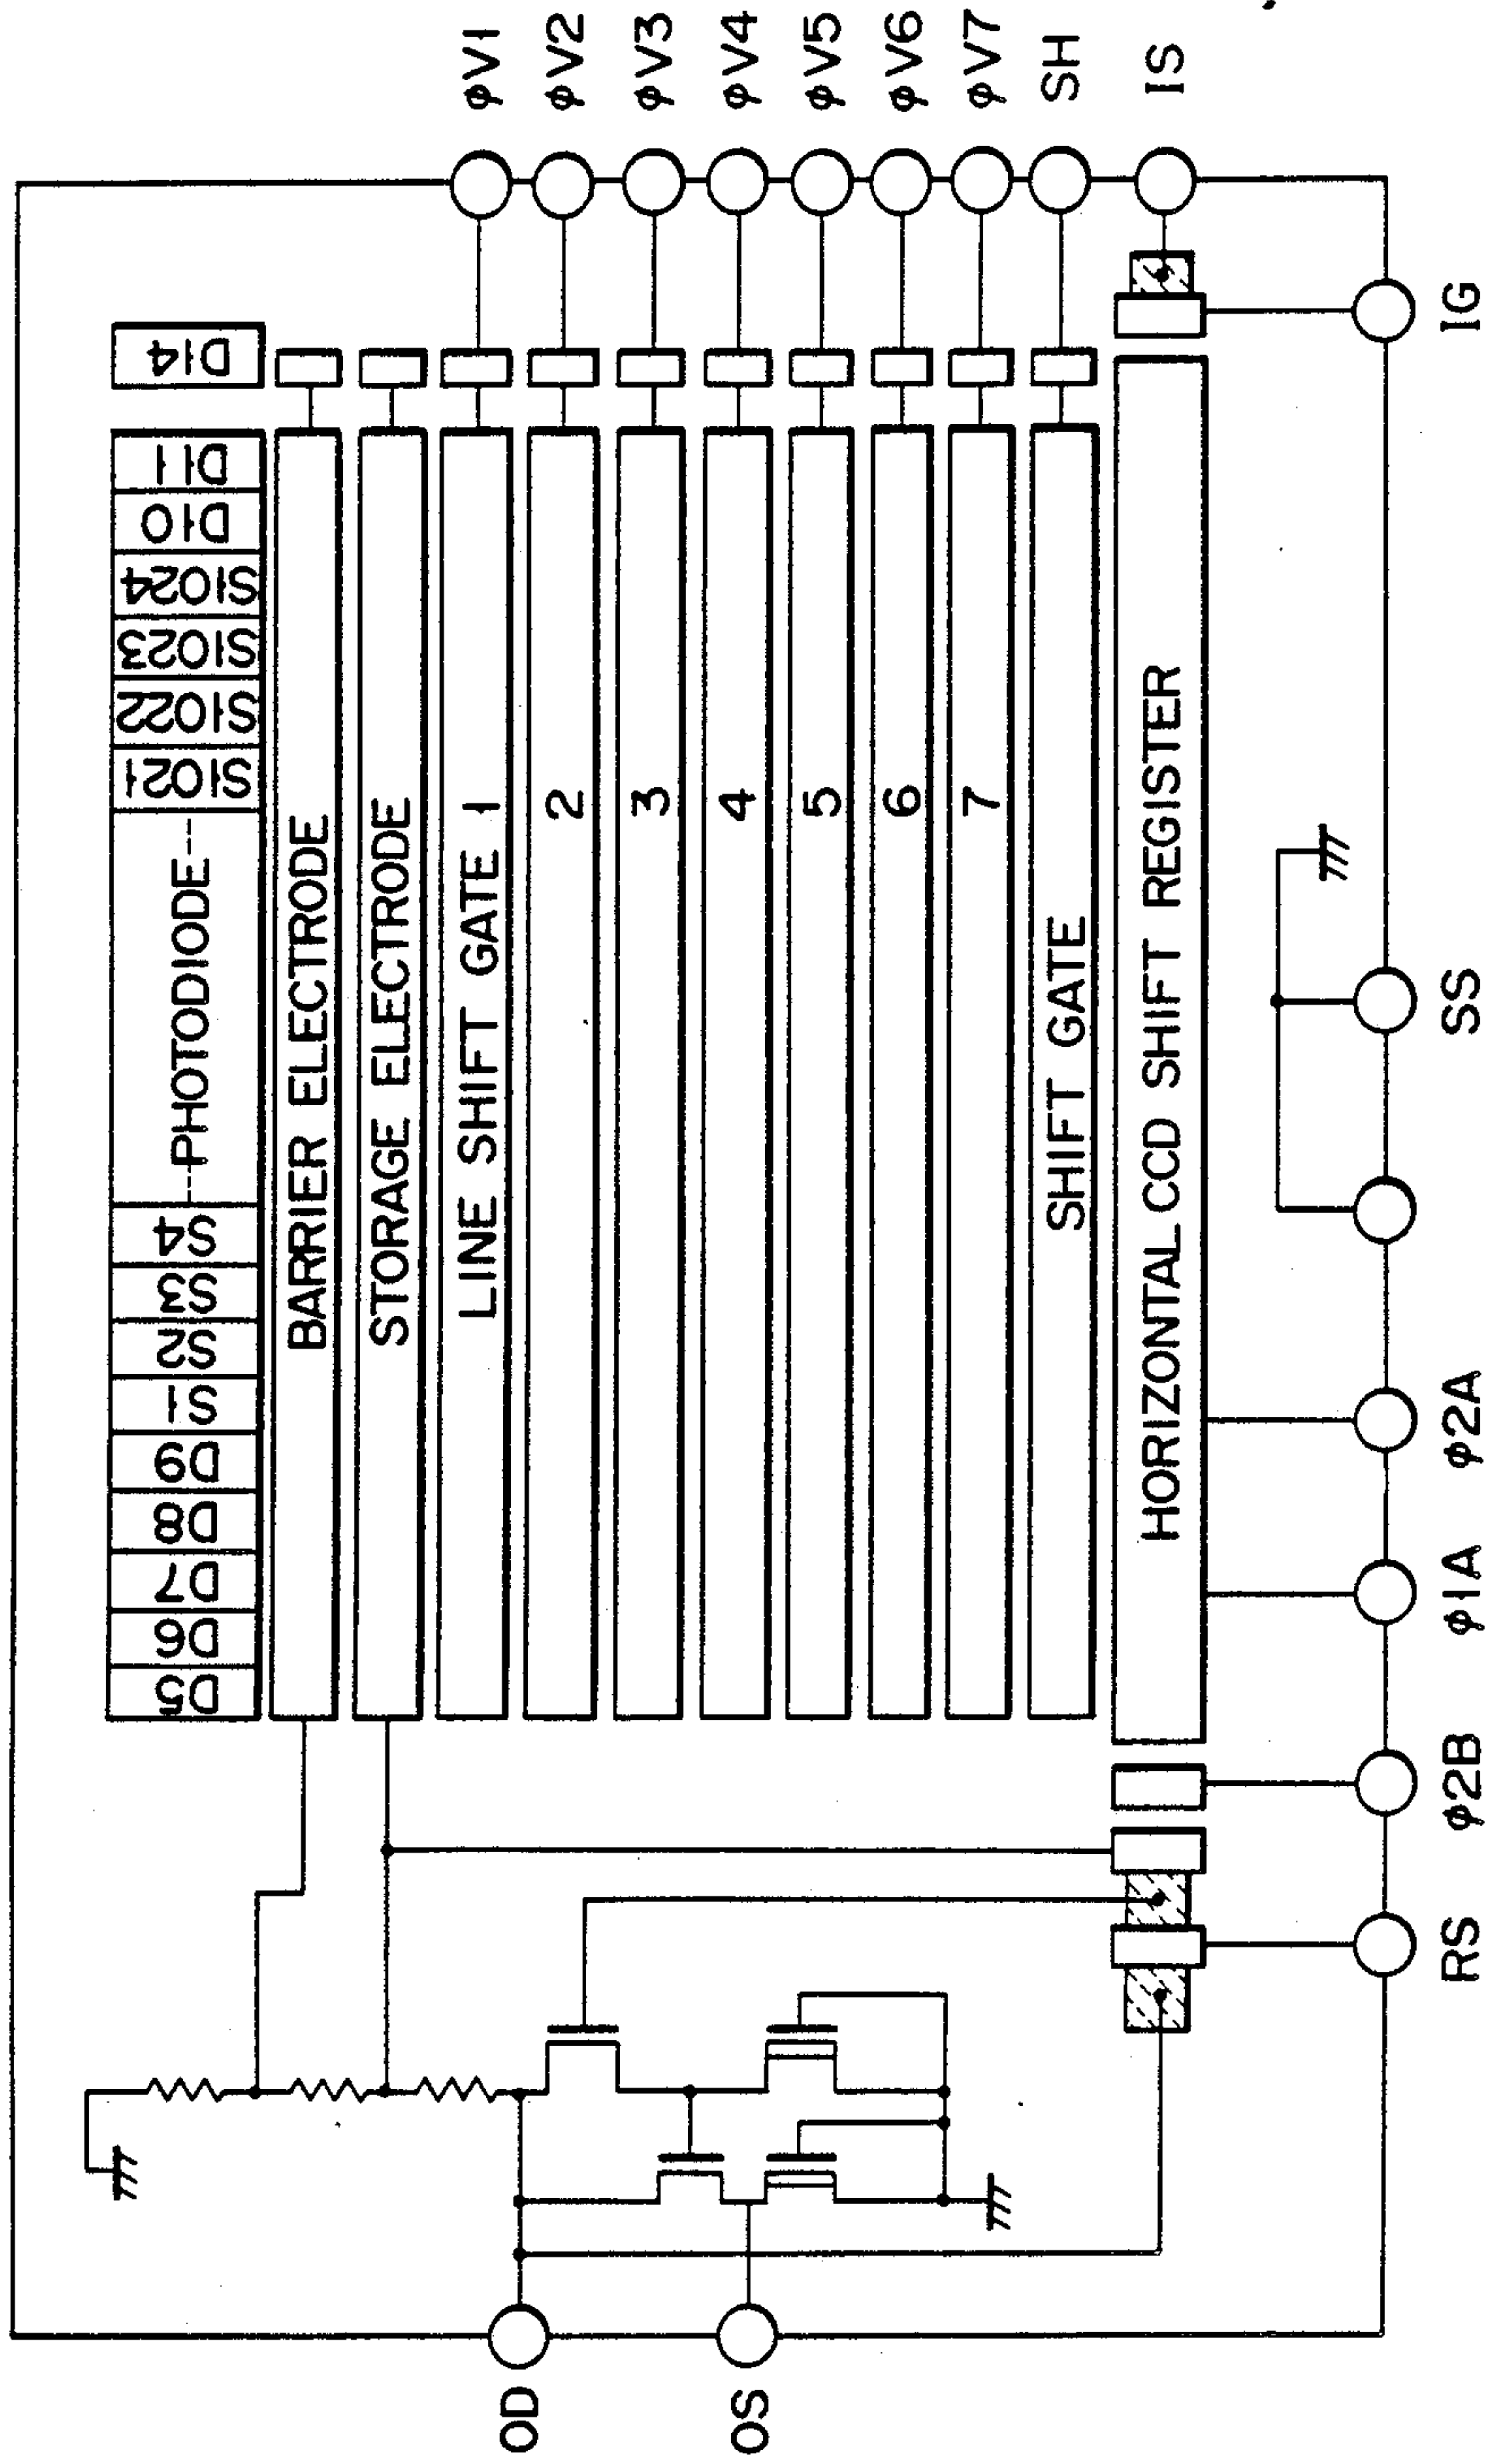 D5
D6
D7
D8
D9
S1
S2
S3
S4
PHOTODIODE
S1021
S1022
S1023
S1024
D10
D11
D14
BARRIER ELECTRODE
STORAGE ELECTRODE
LINE SHIFT GATE 1
2
3
4
5
6
7
SHIFT GATE
HORIZONTAL CCD SHIFT REGISTER
φV1
φV2
φV3
φV4
φV5
φV6
φV7
SH
IS
OD
OS
RS
φ2B
φ1A
φ2A
SS
IG